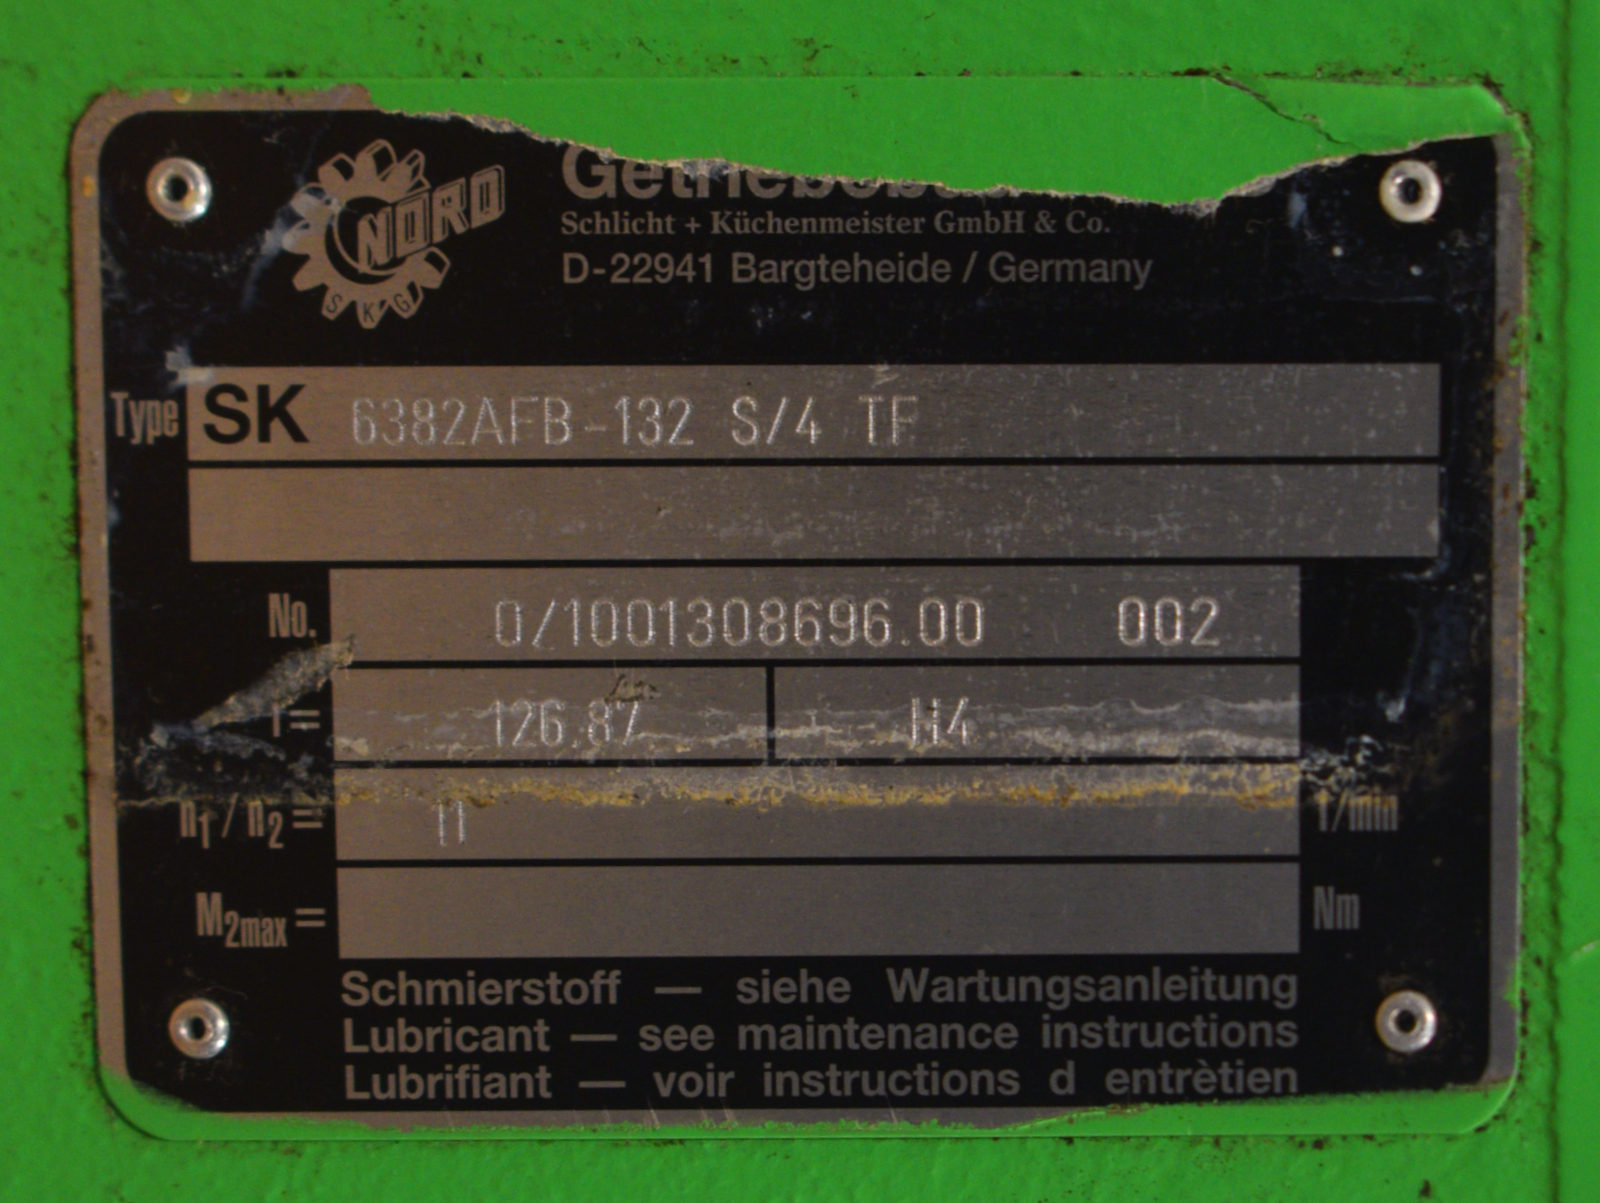 NORD
SKG
Schlicht + Küchenmeister GmbH & Co.
D-22941 Bargteheide / Germany
Type SK 6382AFB-132 S/4 TF
No. 0/1001308696.00 002
i= 126,87 H4
n1 / n2 = 11 1/min
M2max = Nm
Schmierstoff — siehe Wartungsanleitung
Lubricant — see maintenance instructions
Lubrifiant — voir instructions d entrètien